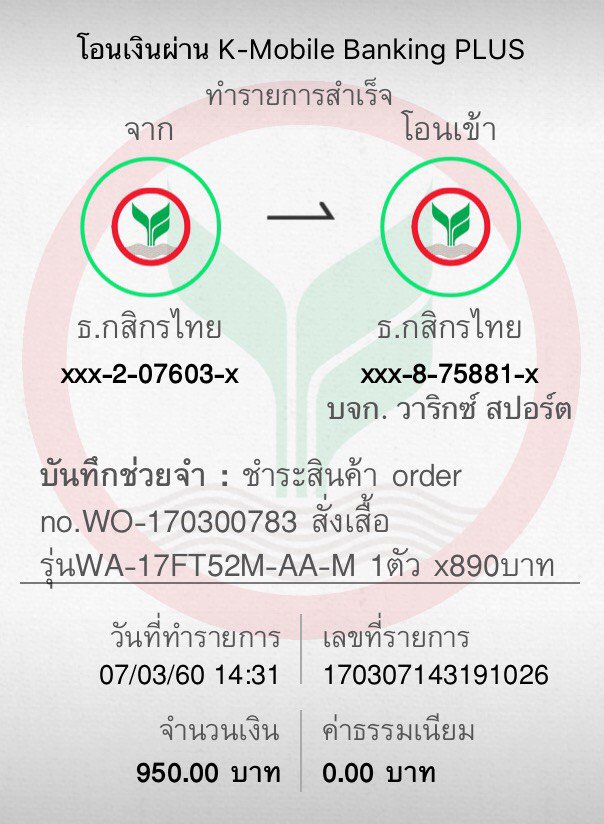 โอนเงินผ่าน K-Mobile Banking PLUS
ทำรายการสำเร็จ
จาก
โอนเข้า
ธ.กสิกรไทย
ธ.กสิกรไทย
xxx-2-07603-x
xxx-8-75881-x
บจก. วาริกซ์ สปอร์ต
บันทึกช่วยจำ : ชำระสินค้า order
no.WO-170300783 สั่งเสื้อ
รุ่นWA-17FT52M-AA-M 1ตัว x890บาท
วันที่ทำรายการ
07/03/60 14:31
เลขที่รายการ
170307143191026
จำนวนเงิน
950.00 บาท
ค่าธรรมเนียม
0.00 บาท